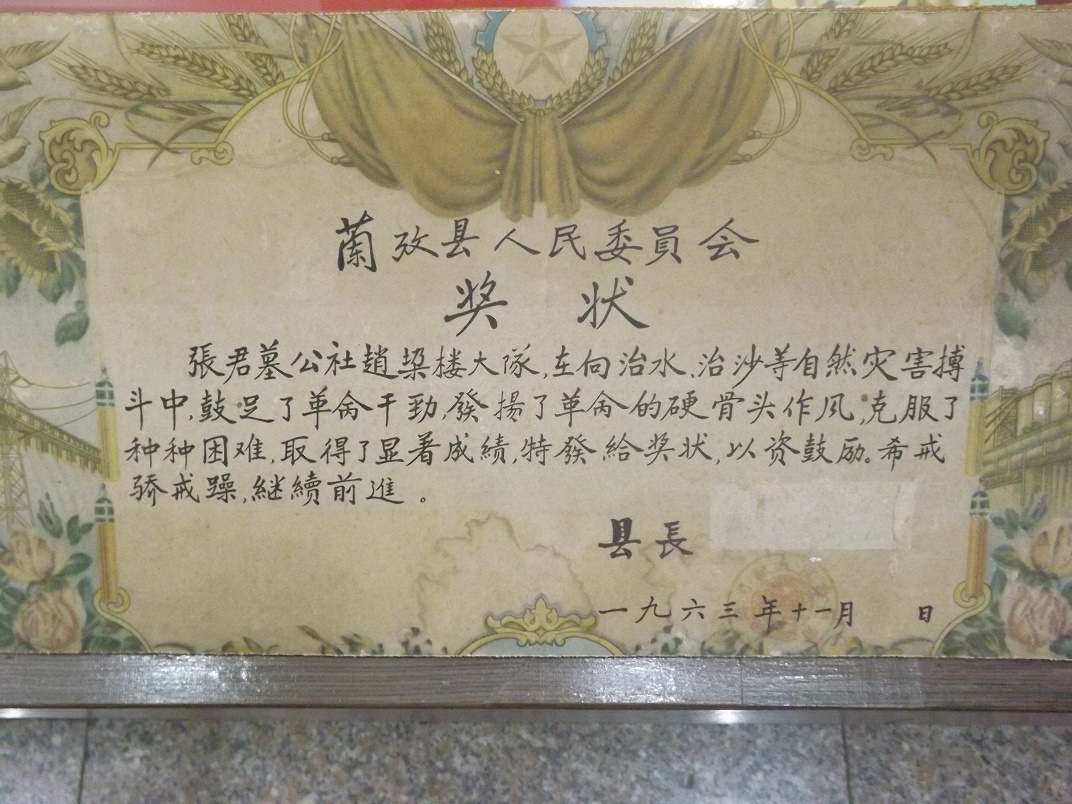 蘭攷县人民委員会
奖状
張君墓公社趙梁楼大隊,在向治水、治沙等自然灾害搏
斗中,鼓足了革命干勁,發揚了革命的硬骨头作风,克服了
种种困难,取得了显著成績,特發给奖状,以资鼓励。希戒
骄戒躁,継續前進。
县長
一九六三年十一月 日